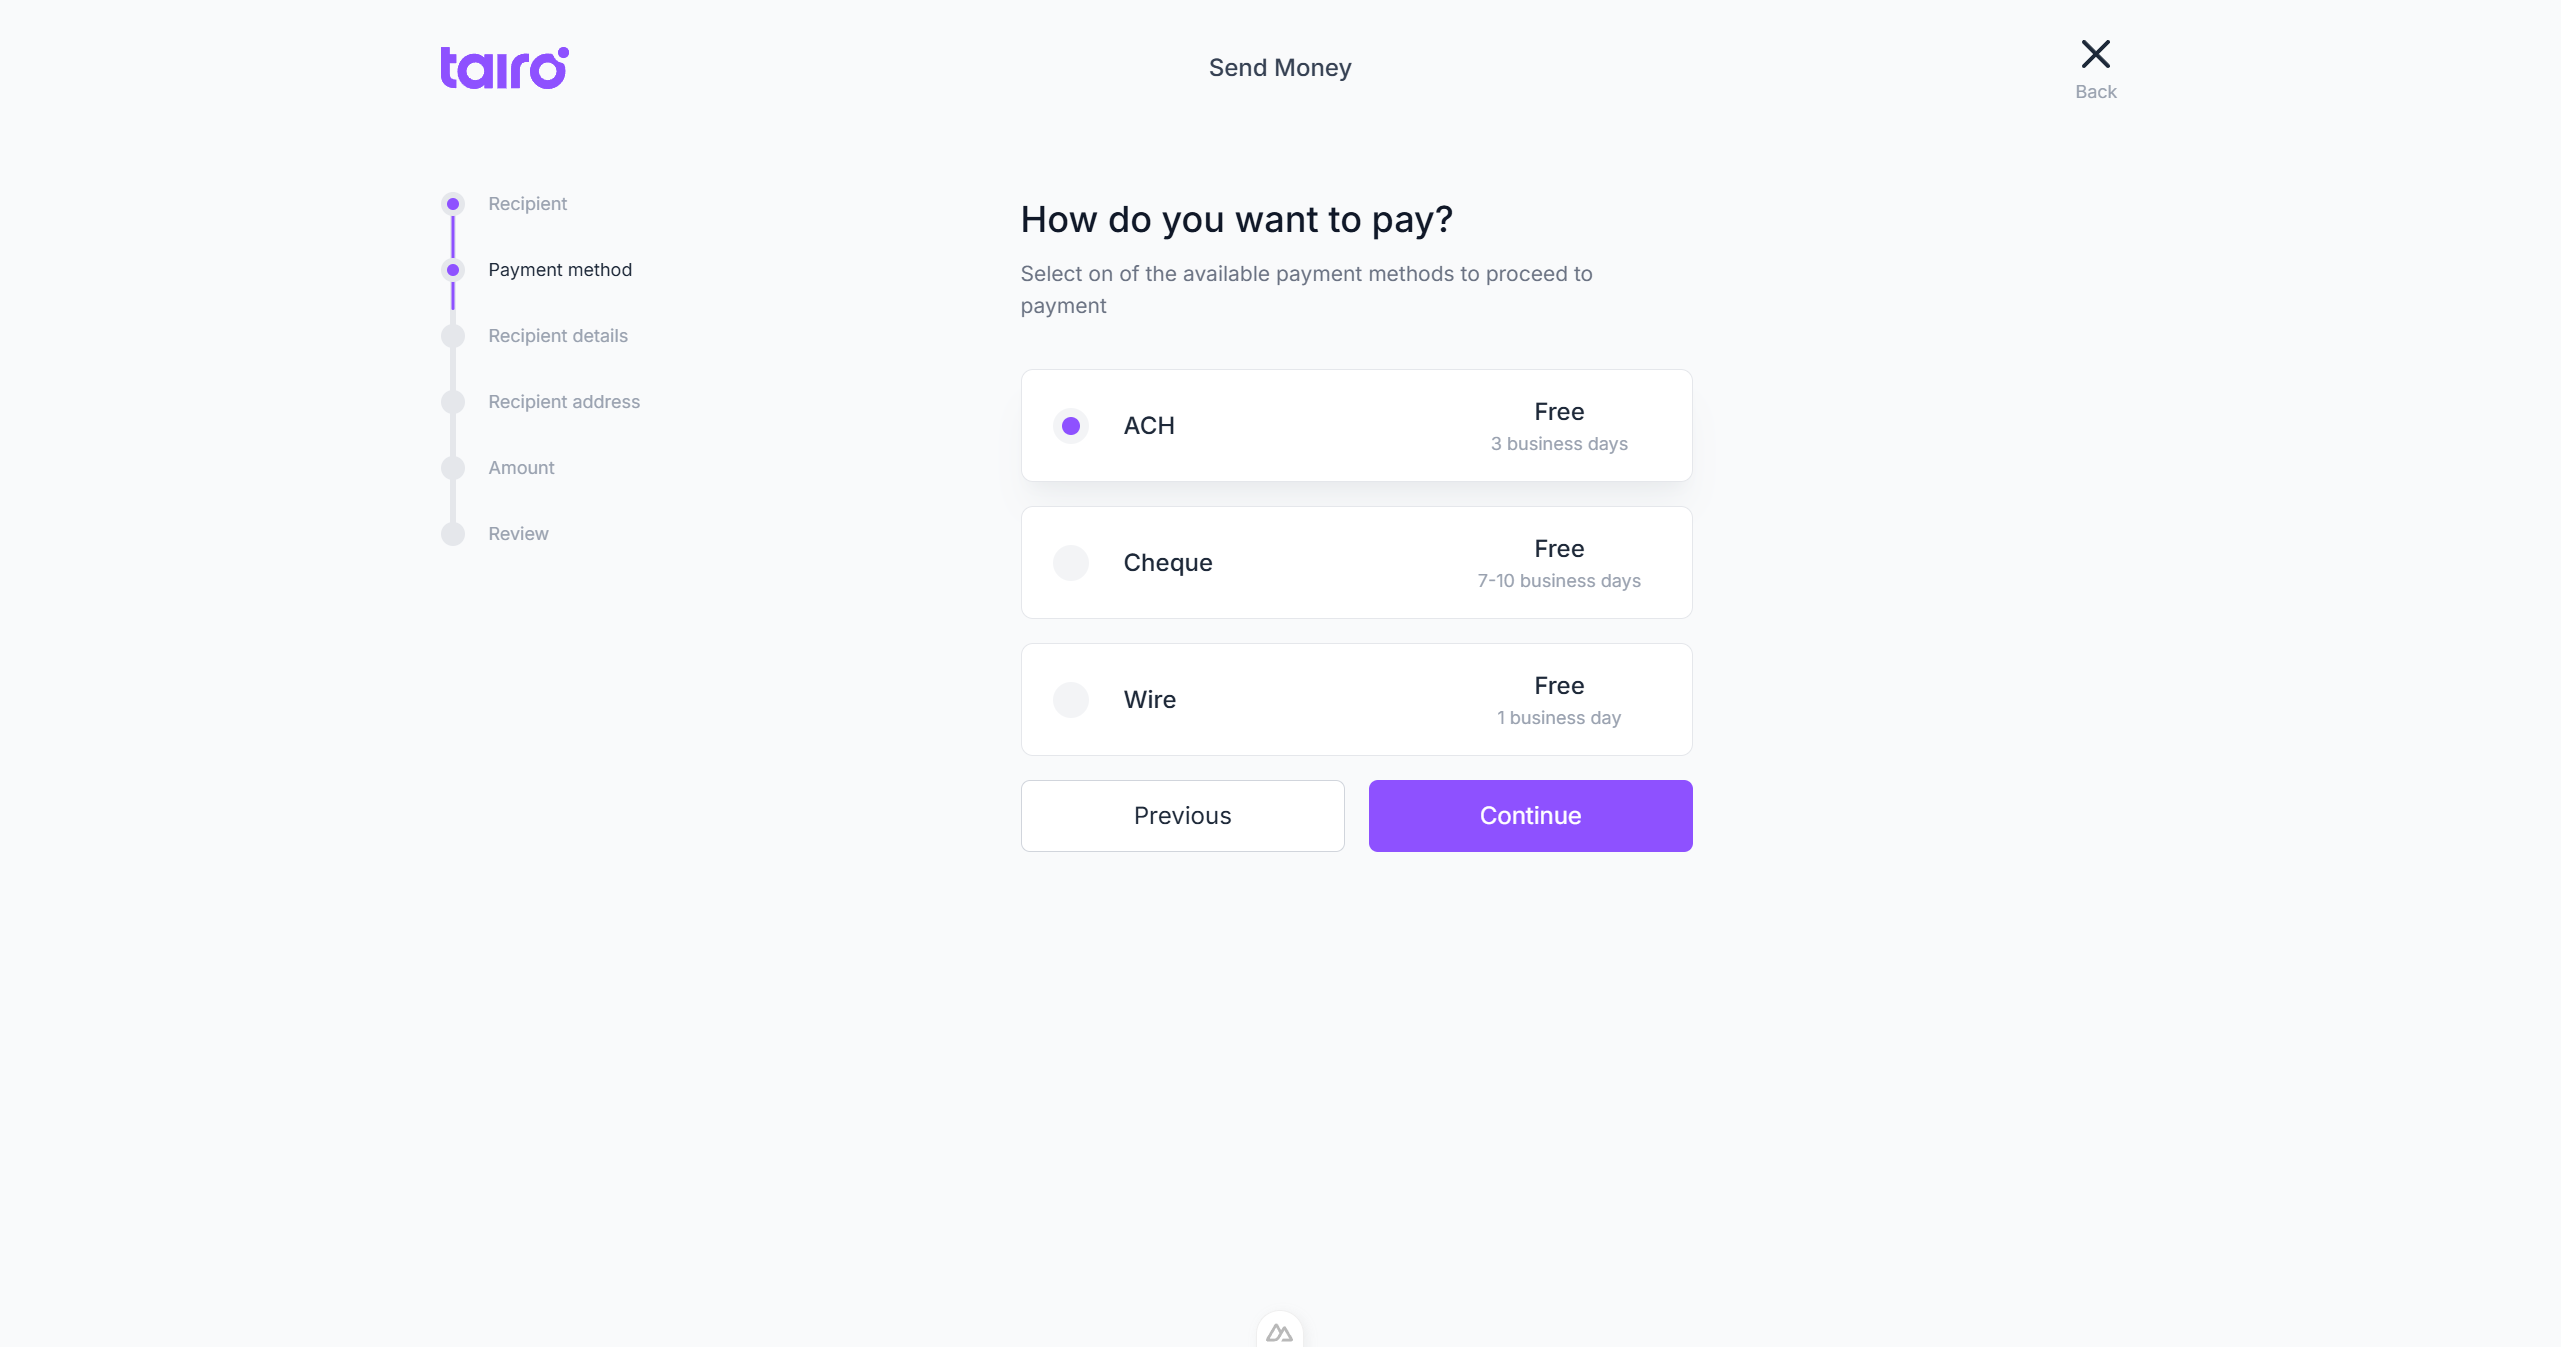 tairo
Send Money
Back
Recipient
Payment method
Recipient details
Recipient address
Amount
Review
How do you want to pay?
Select on of the available payment methods to proceed to
payment
ACH
Free
3 business days
Cheque
Free
7-10 business days
Wire
Free
1 business day
Previous
Continue